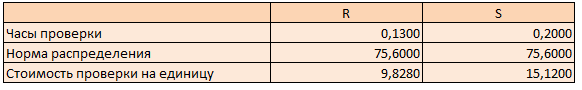 R S
Часы проверки 0,1300 0,2000
Норма распределения 75,6000 75,6000
Стоимость проверки на единицу 9,8280 15,1200